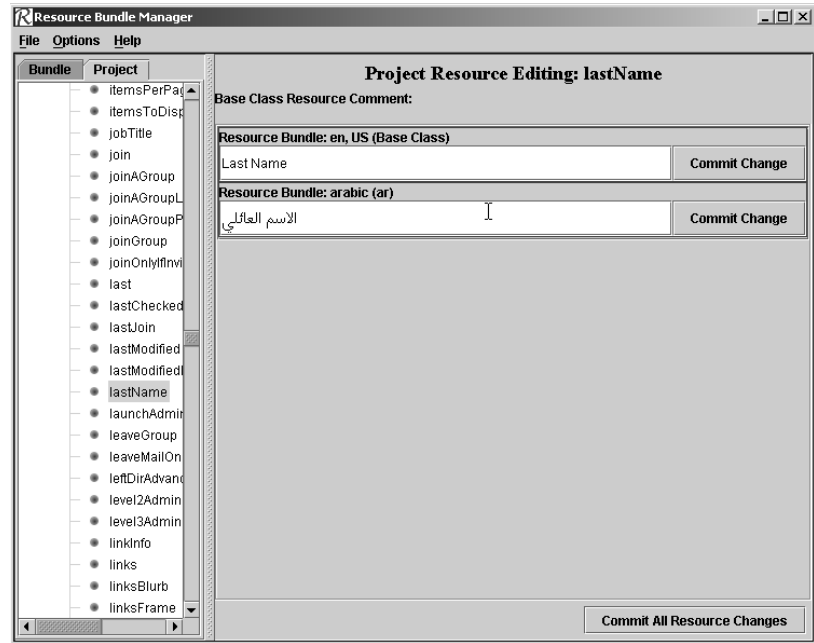 Resource Bundle Manager
File Options Help
Bundle Project
itemsPerPag
itemsToDisp
jobTitle
join
joinAGroup
joinAGroupL
joinAGroupP
joinGroup
joinOnlyIfInvi
last
lastChecked
lastJoin
lastModified
lastModifiedI
lastName
launchAdmin
leaveGroup
leaveMailOn
leftDirAdvanc
level2Admin
level3Admin
linkInfo
links
linksBlurb
linksFrame
Project Resource Editing: lastName
Base Class Resource Comment:
Resource Bundle: en, US (Base Class)
Last Name
Commit Change
Resource Bundle: arabic (ar)
الاسم العائلي
Commit Change
Commit All Resource Changes